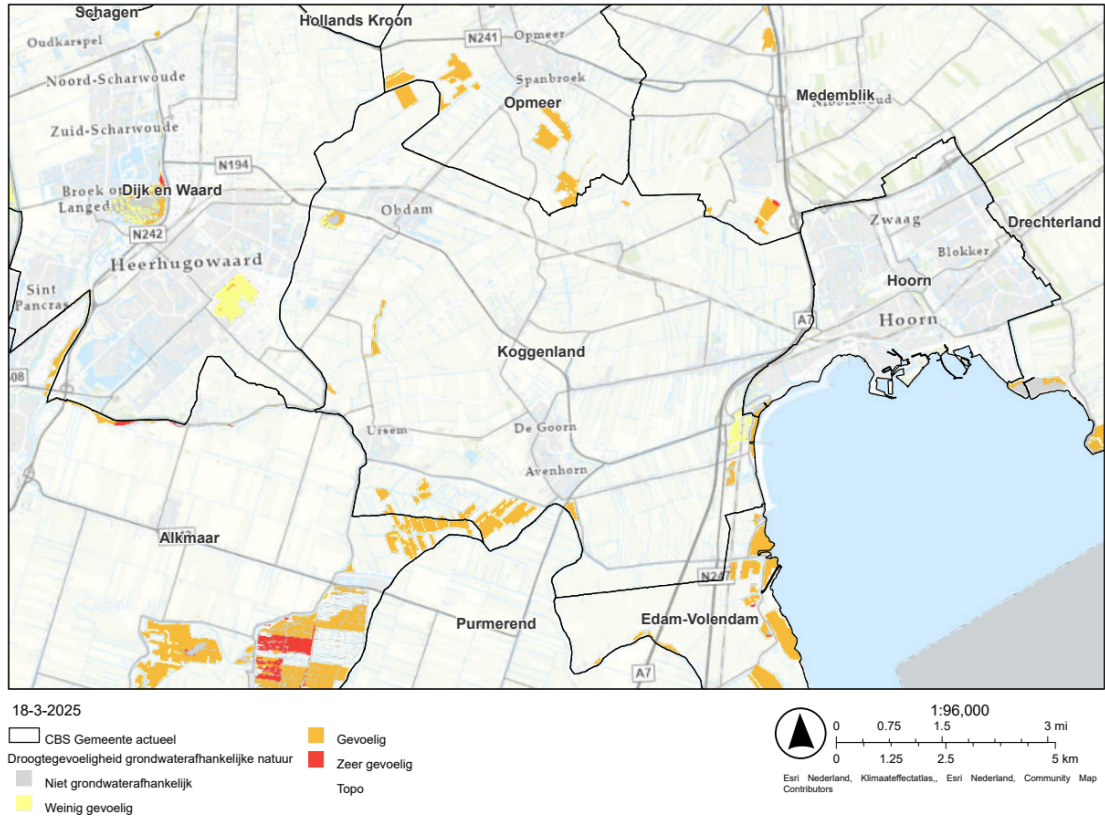 Schagen
Hollands Kroon
Oudkarspel
N241
Opmeer
Noord-Scharwoude
Spanbroek
Medemblik
Opmeer
Zuid-Scharwoude
N194
Broek op
Langedij
Dijk en Waard
Obdam
Zwaag
Drechterland
N242
Blokker
Heerhugowaard
Hoorn
Sint
Pancras
A7
Hoorn
Koggenland
Ursem
De Goorn
Avenhorn
Alkmaar
N247
Purmerend
Edam-Volendam
A7
18-3-2025
CBS Gemeente actueel
Droogtegevoeligheid grondwaterafhankelijke natuur
Niet grondwaterafhankelijk
Weinig gevoelig
Gevoelig
Zeer gevoelig
Topo
1:96,000
0 0.75 1.5 3 mi
0 1.25 2.5 5 km
Esri Nederland, Klimaateffectatlas,, Esri Nederland, Community Map
Contributors